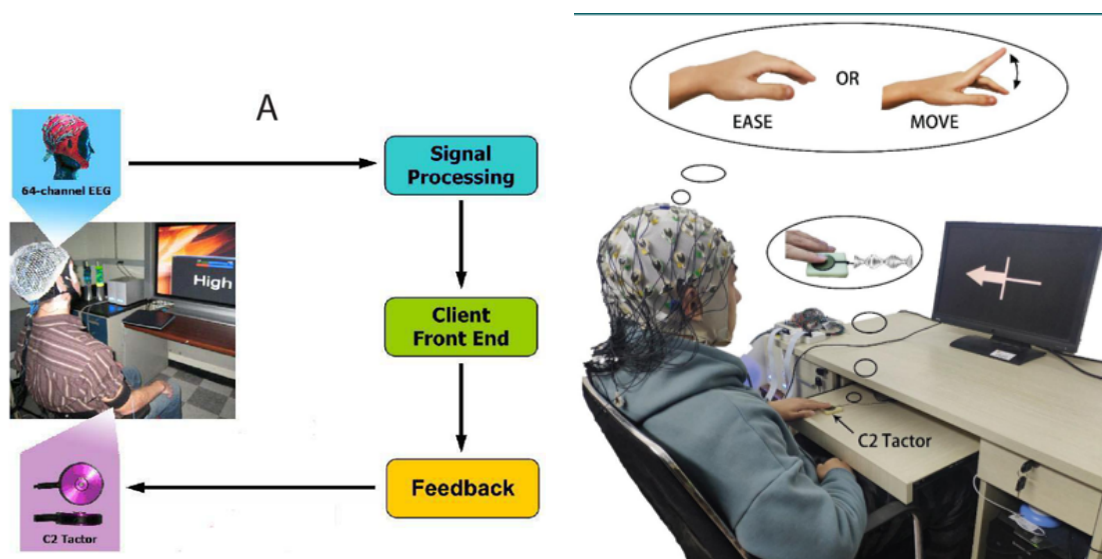 A
64-channel EEG
Signal
Processing
High
Client
Front End
Feedback
C2 Tactor
OR
EASE
MOVE
C2 Tactor